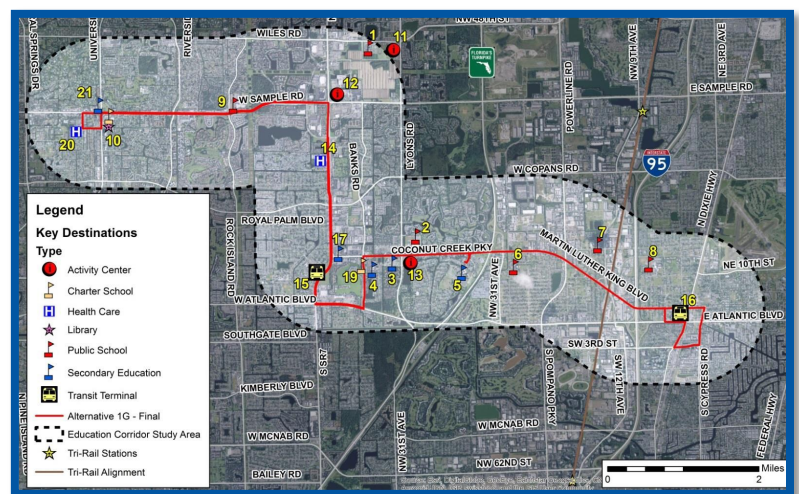 NW 48TH ST
WILES RD
UNIVERSITY
RIVERSIDE
NW 9TH AVE
NE 3RD AVE
1
11
FLORIDA'S
TURNPIKE
POWERLINE RD
21
12
9
W SAMPLE RD
E SAMPLE RD
10
20
14
BANKS RD
LYONS RD
INTERSTATE
95
W COPANS RD
N DIXIE HWY
Legend
Key Destinations
Type
Activity Center
Charter School
Health Care
Library
Public School
Secondary Education
Transit Terminal
Alternative 1G - Final
Education Corridor Study Area
Tri-Rail Stations
Tri-Rail Alignment
ROCK ISLAND RD
ROYAL PALM BLVD
17
2
COCONUT CREEK PKY
MARTIN LUTHER KING BLVD
7
8
NE 10TH ST
15
19
4
3
13
5
NW 31ST AVE
6
16
W ATLANTIC BLVD
E ATLANTIC BLVD
SOUTHGATE BLVD
SW 3RD ST
S SR7
S POMPANO PKY
SW 12TH AVE
S CYPRESS RD
KIMBERLY BLVD
FEDERAL HWY
W MCNAB RD
NW 31ST AVE
W MCNAB RD
BAILEY RD
NW 62ND ST
Miles
0
2